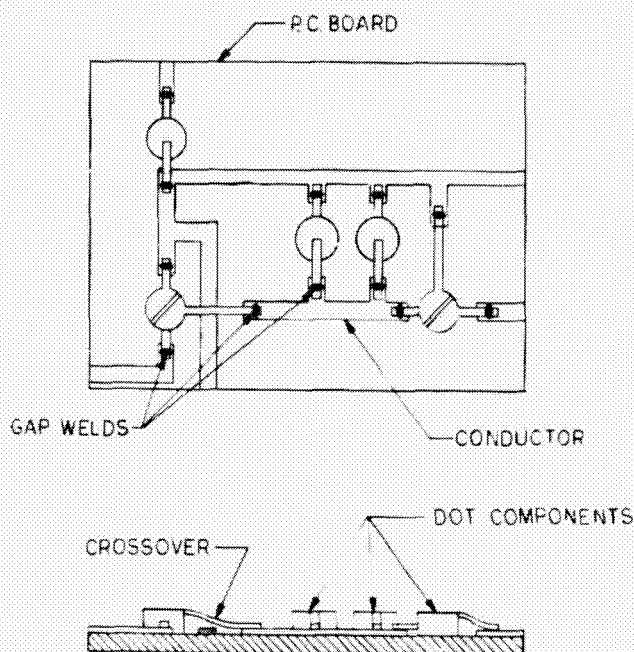 P.C. BOARD
GAP WELDS
CONDUCTOR
DOT COMPONENTS
CROSSOVER